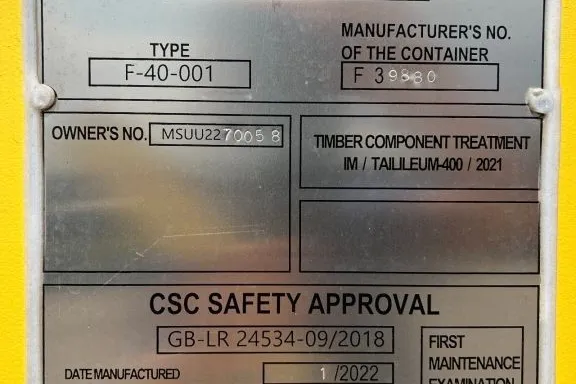 TYPE
F-40-001
MANUFACTURER'S NO.
OF THE CONTAINER
F 39880
OWNER'S NO. MSUU2270058
TIMBER COMPONENT TREATMENT
IM / TAILILEUM-400 / 2021
CSC SAFETY APPROVAL
GB-LR 24534-09/2018
DATE MANUFACTURED 1/2022
FIRST
MAINTENANCE
EXAMINATION